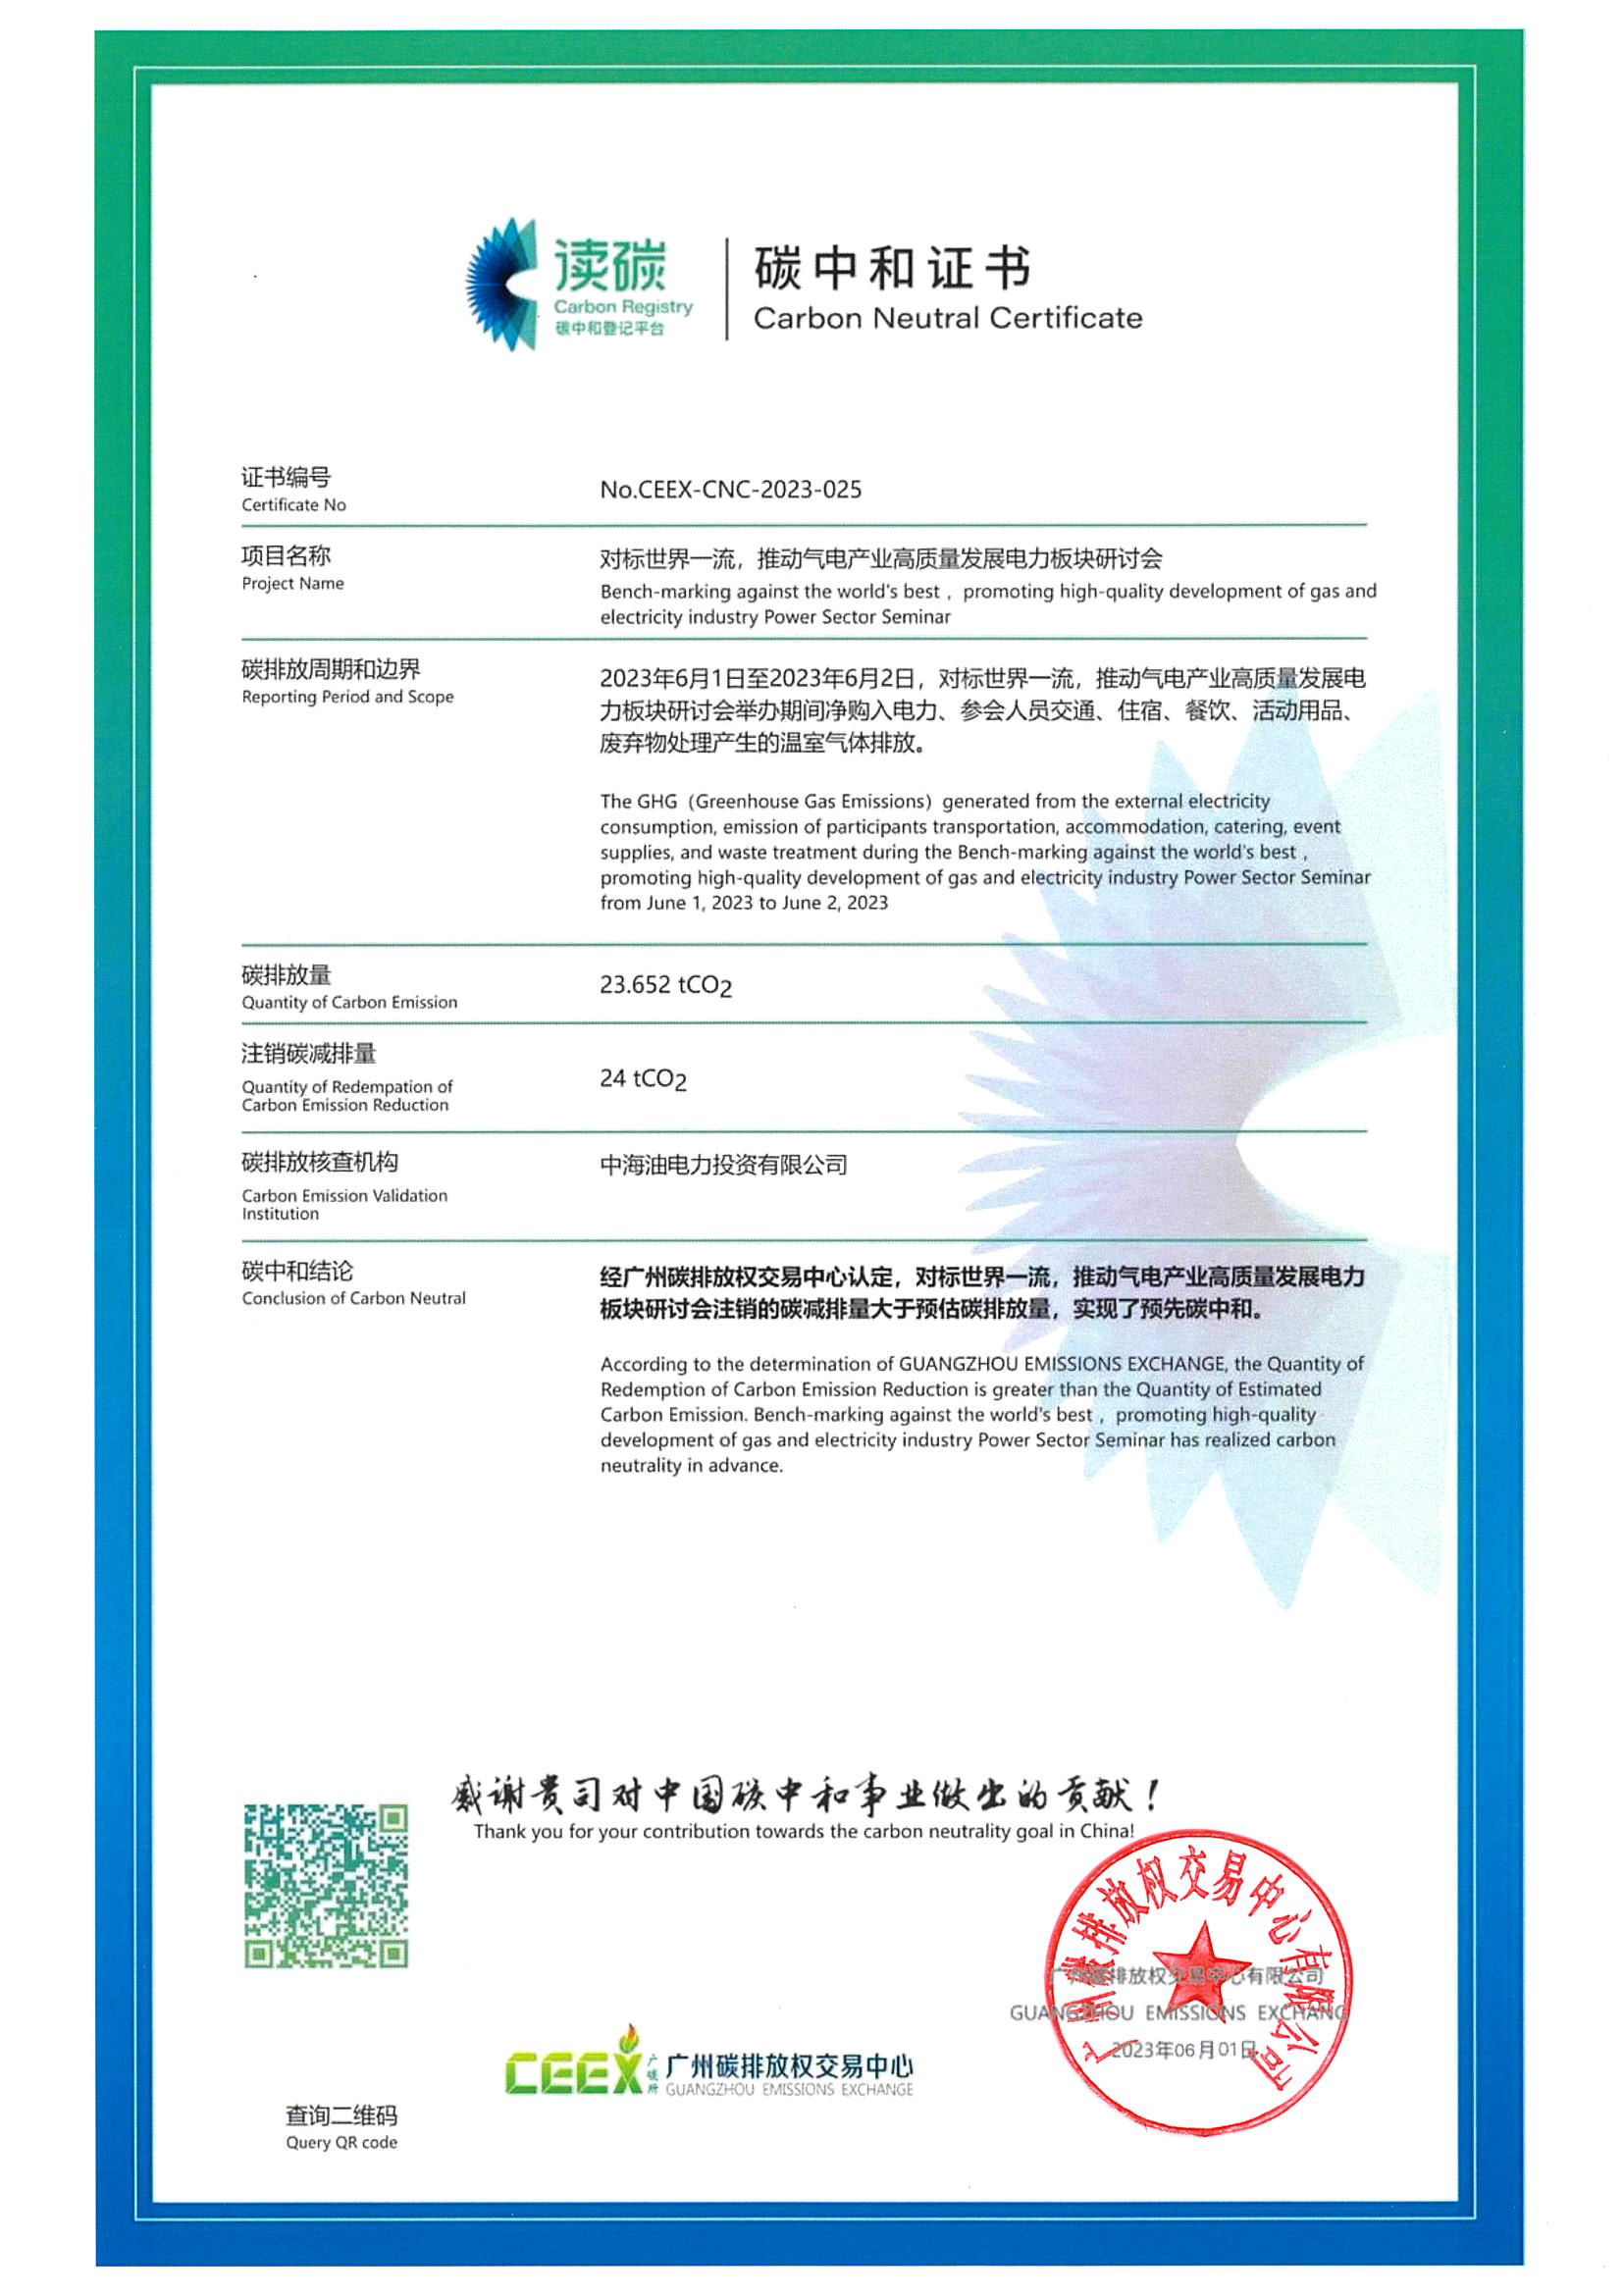 读碳
Carbon Registry
碳中和登记平台
碳中和证书
Carbon Neutral Certificate
证书编号
Certificate No
No.CEEX-CNC-2023-025
项目名称
Project Name
对标世界一流，推动气电产业高质量发展电力板块研讨会
Bench-marking against the world's best , promoting high-quality development of gas and
electricity industry Power Sector Seminar
碳排放周期和边界
Reporting Period and Scope
2023年6月1日至2023年6月2日，对标世界一流，推动气电产业高质量发展电
力板块研讨会举办期间净购入电力、参会人员交通、住宿、餐饮、活动用品、
废弃物处理产生的温室气体排放。
The GHG（Greenhouse Gas Emissions）generated from the external electricity
consumption, emission of participants transportation, accommodation, catering, event
supplies, and waste treatment during the Bench-marking against the world's best ,
promoting high-quality development of gas and electricity industry Power Sector Seminar
from June 1, 2023 to June 2, 2023
碳排放量
Quantity of Carbon Emission
23.652 tCO₂
注销碳减排量
Quantity of Redempation of
Carbon Emission Reduction
24 tCO₂
碳排放核查机构
Carbon Emission Validation
Institution
中海油电力投资有限公司
碳中和结论
Conclusion of Carbon Neutral
经广州碳排放权交易中心认定，对标世界一流，推动气电产业高质量发展电力
板块研讨会注销的碳减排量大于预估碳排放量，实现了预先碳中和。
According to the determination of GUANGZHOU EMISSIONS EXCHANGE, the Quantity of
Redemption of Carbon Emission Reduction is greater than the Quantity of Estimated
Carbon Emission. Bench-marking against the world's best , promoting high-quality
development of gas and electricity industry Power Sector Seminar has realized carbon
neutrality in advance.
感谢贵司对中国碳中和事业做出的贡献！
Thank you for your contribution towards the carbon neutrality goal in China!
广州碳排放权交易中心有限公司
广州碳排放权交易中心有限公司
GUANGZHOU EMISSIONS EXCHANG
2023年06月01日
CEEX
广碳所
广州碳排放权交易中心
GUANGZHOU EMISSIONS EXCHANGE
查询二维码
Query QR code